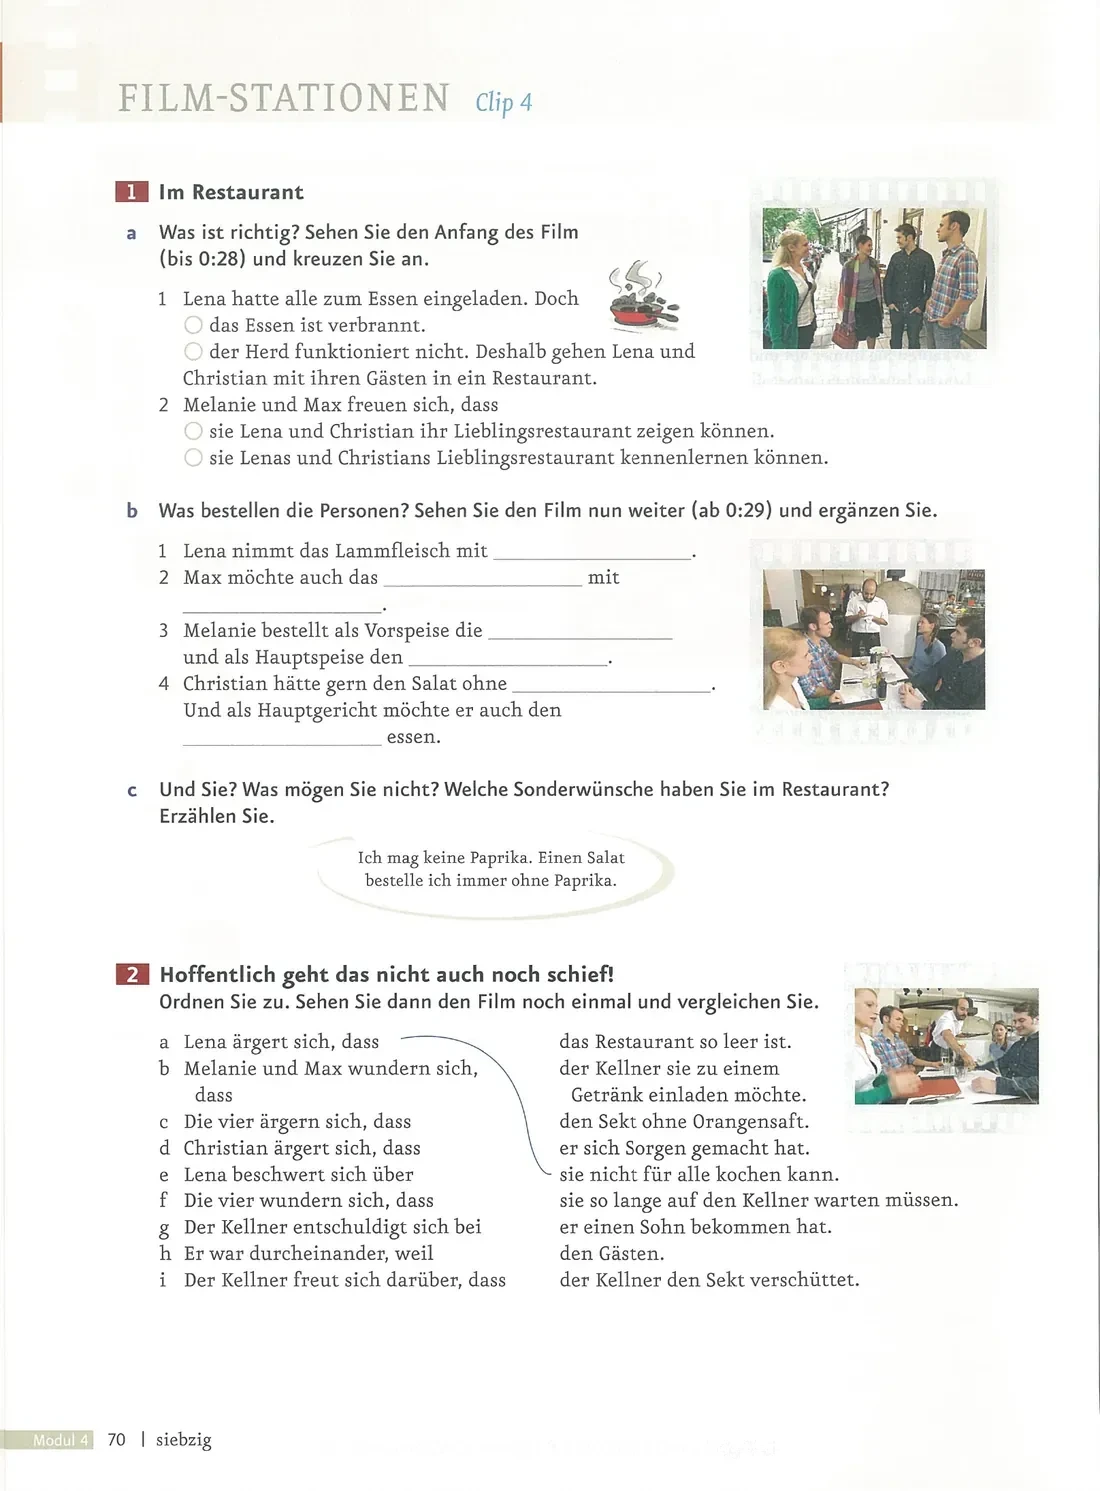 FILM-STATIONEN Clip 4
1 Im Restaurant
a Was ist richtig? Sehen Sie den Anfang des Film
(bis 0:28) und kreuzen Sie an.
1 Lena hatte alle zum Essen eingeladen. Doch
das Essen ist verbrannt.
der Herd funktioniert nicht. Deshalb gehen Lena und
Christian mit ihren Gästen in ein Restaurant.
2 Melanie und Max freuen sich, dass
sie Lena und Christian ihr Lieblingsrestaurant zeigen können.
sie Lenas und Christians Lieblingsrestaurant kennenlernen können.
b Was bestellen die Personen? Sehen Sie den Film nun weiter (ab 0:29) und ergänzen Sie.
1 Lena nimmt das Lammfleisch mit ____________________.
2 Max möchte auch das ____________________ mit
____________________.
3 Melanie bestellt als Vorspeise die ____________________
und als Hauptspeise den ____________________.
4 Christian hätte gern den Salat ohne ____________________.
Und als Hauptgericht möchte er auch den
____________________ essen.
c Und Sie? Was mögen Sie nicht? Welche Sonderwünsche haben Sie im Restaurant?
Erzählen Sie.
Ich mag keine Paprika. Einen Salat
bestelle ich immer ohne Paprika.
2 Hoffentlich geht das nicht auch noch schief!
Ordnen Sie zu. Sehen Sie dann den Film noch einmal und vergleichen Sie.
a Lena ärgert sich, dass
b Melanie und Max wundern sich,
dass
c Die vier ärgern sich, dass
d Christian ärgert sich, dass
e Lena beschwert sich über
f Die vier wundern sich, dass
g Der Kellner entschuldigt sich bei
h Er war durcheinander, weil
i Der Kellner freut sich darüber, dass
das Restaurant so leer ist.
der Kellner sie zu einem
Getränk einladen möchte.
den Sekt ohne Orangensaft.
er sich Sorgen gemacht hat.
sie nicht für alle kochen kann.
sie so lange auf den Kellner warten müssen.
er einen Sohn bekommen hat.
den Gästen.
der Kellner den Sekt verschüttet.
Modul 4 70 | siebzig